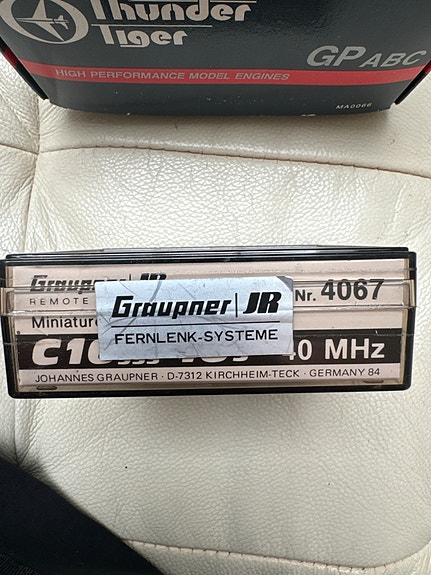 Thunder
Tiger
GP ABC
HIGH PERFORMANCE MODEL ENGINES
MA0066
Graupner JR
REMOTE
Nr. 4067
Graupner JR
FERNLENK-SYSTEME
Miniature
40 MHz
JOHANNES GRAUPNER · D-7312 KIRCHHEIM-TECK · GERMANY 84